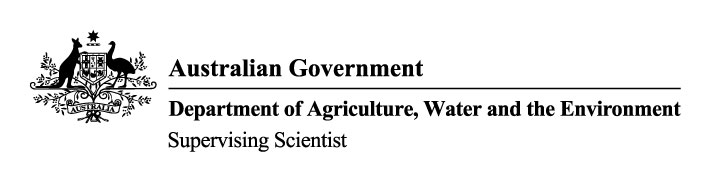 AUSTRALIA
Australian Government
Department of Agriculture, Water and the Environment
Supervising Scientist